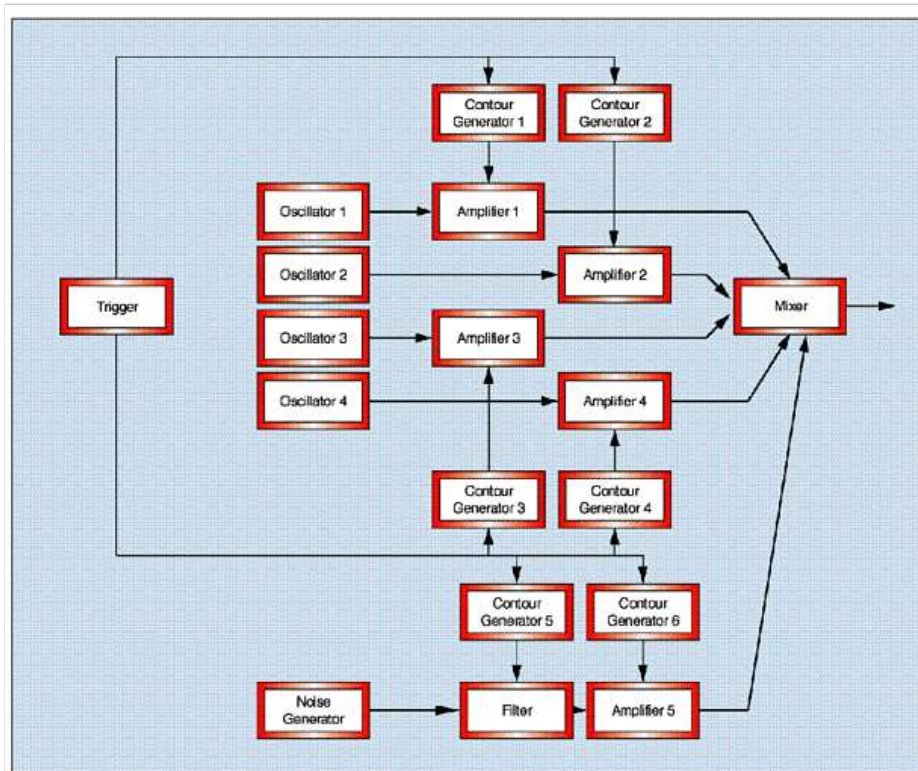 Contour
Generator 1
Contour
Generator 2
Oscillator 1
Amplifier 1
Oscillator 2
Amplifier 2
Trigger
Mixer
Oscillator 3
Amplifier 3
Oscillator 4
Amplifier 4
Contour
Generator 3
Contour
Generator 4
Contour
Generator 5
Contour
Generator 6
Noise
Generator
Filter
Amplifier 5